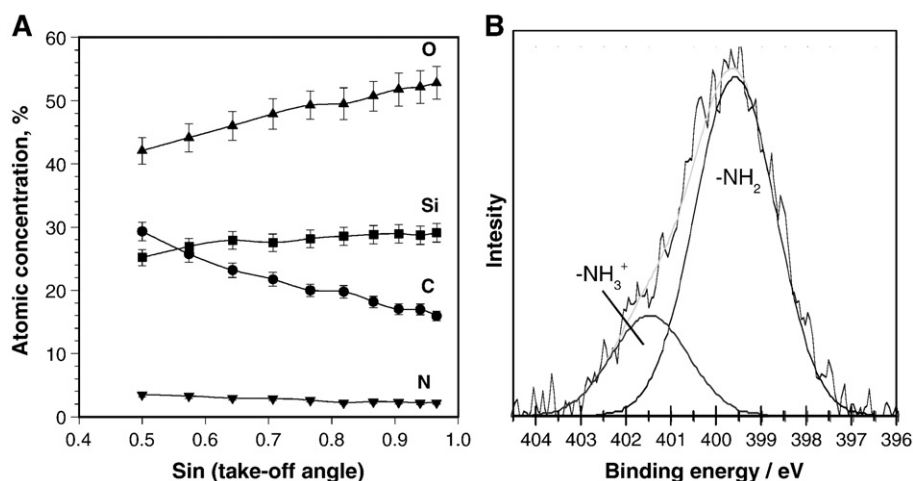 A
60
50
40
30
20
10
0
0.4 0.5 0.6 0.7 0.8 0.9 1.0
Atomic concentration, %
Sin (take-off angle)
O
Si
C
N
B
Intesity
-NH₂
-NH₃⁺
404 403 402 401 400 399 398 397 396
Binding energy / eV